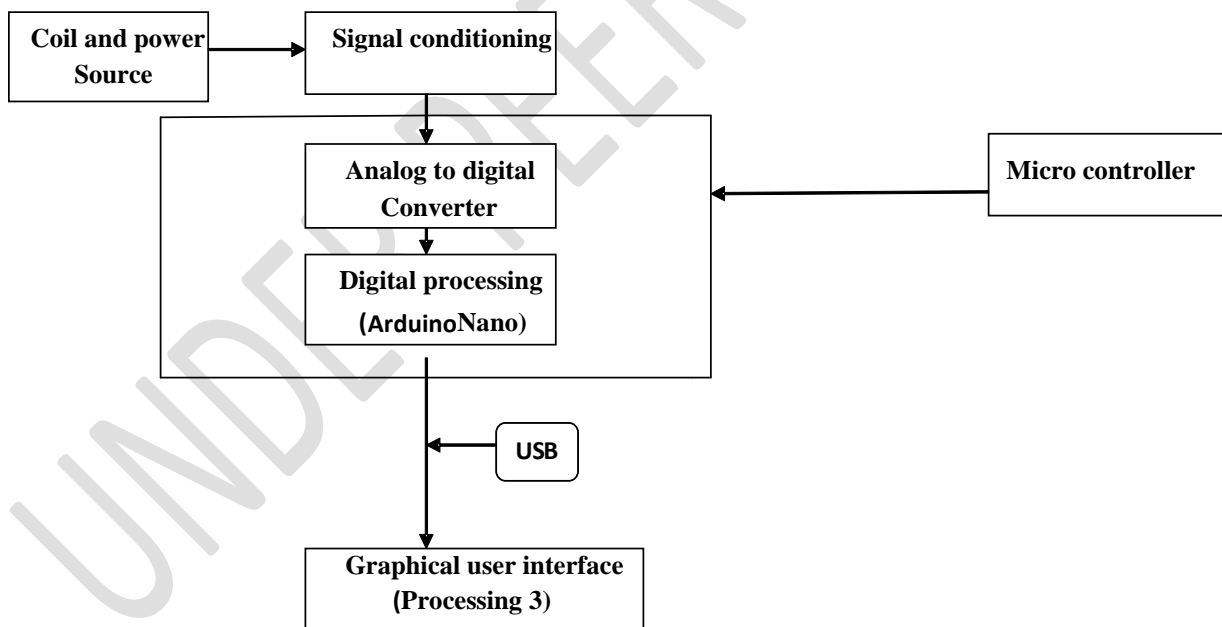 Coil and power
Source
Signal conditioning
Analog to digital
Converter
Micro controller
Digital processing
(ArduinoNano)
USB
Graphical user interface
(Processing 3)
UNDER PEER